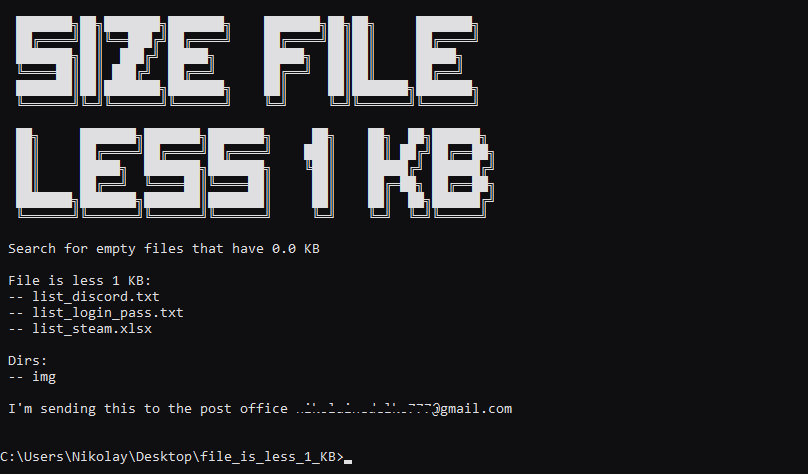 SIZE FILE
LESS 1 KB
Search for empty files that have 0.0 KB
File is less 1 KB:
-- list_discord.txt
-- list_login_pass.txt
-- list_steam.xlsx
Dirs:
-- img
I'm sending this to the post office @gmail.com
C:\Users\Nikolay\Desktop\file_is_less_1_KB>